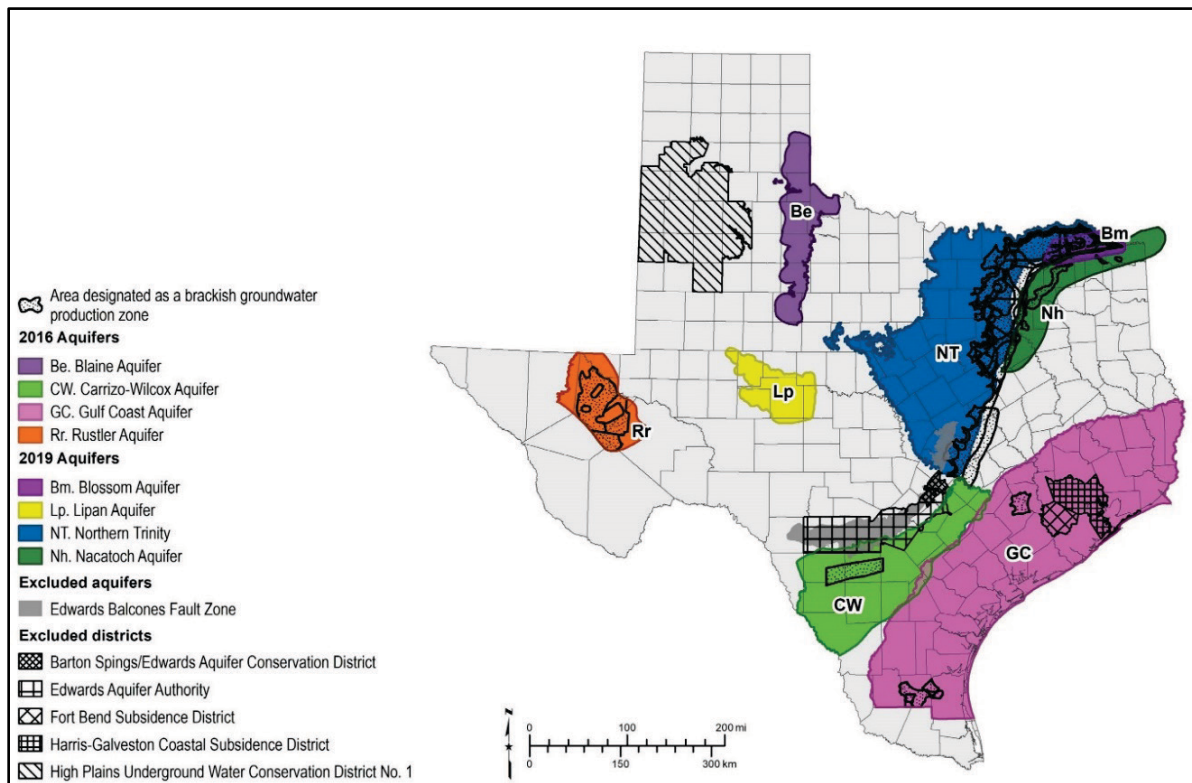 Area designated as a brackish groundwater
production zone
2016 Aquifers
Be. Blaine Aquifer
CW. Carrizo-Wilcox Aquifer
GC. Gulf Coast Aquifer
Rr. Rustler Aquifer
2019 Aquifers
Bm. Blossom Aquifer
Lp. Lipan Aquifer
NT. Northern Trinity
Nh. Nacatoch Aquifer
Excluded aquifers
Edwards Balcones Fault Zone
Excluded districts
Barton Spings/Edwards Aquifer Conservation District
Edwards Aquifer Authority
Fort Bend Subsidence District
Harris-Galveston Coastal Subsidence District
High Plains Underground Water Conservation District No. 1
Be
Bm
Nh
NT
Lp
Rr
GC
CW
N
0 100 200 mi
0 150 300 km